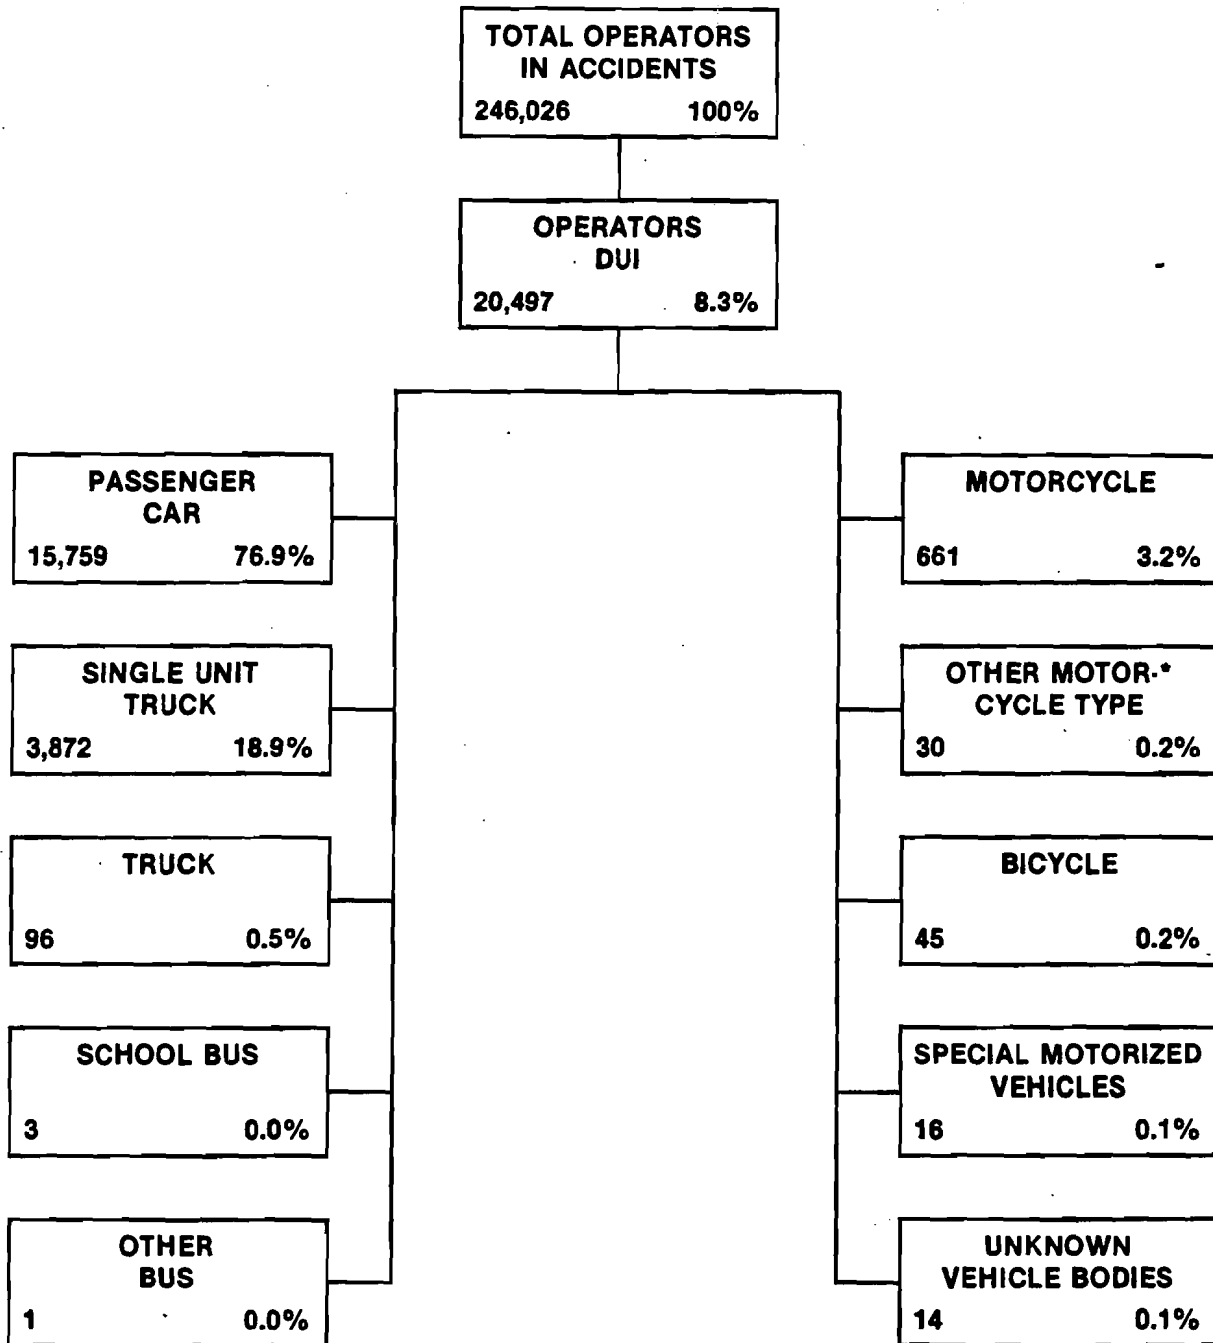 TOTAL OPERATORS
IN ACCIDENTS
246,026 100%
OPERATORS
DUI
20,497 8.3%
PASSENGER
CAR
15,759 76.9%
SINGLE UNIT
TRUCK
3,872 18.9%
TRUCK
96 0.5%
SCHOOL BUS
3 0.0%
OTHER
BUS
1 0.0%
MOTORCYCLE
661 3.2%
OTHER MOTOR-*
CYCLE TYPE
30 0.2%
BICYCLE
45 0.2%
SPECIAL MOTORIZED
VEHICLES
16 0.1%
UNKNOWN
VEHICLE BODIES
14 0.1%